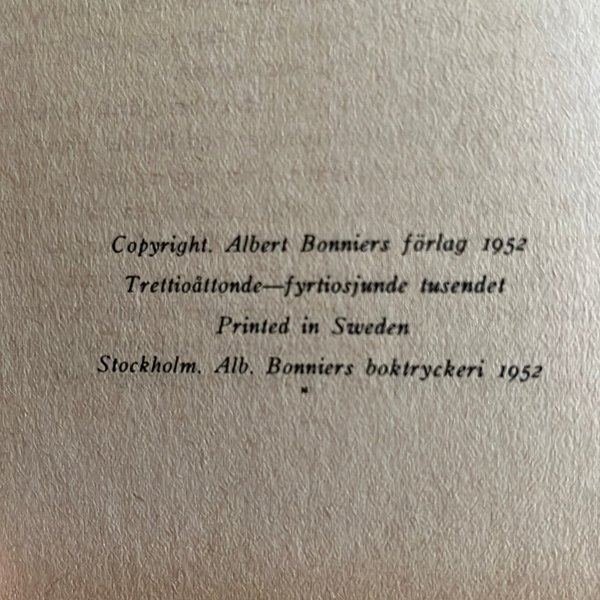 Copyright. Albert Bonniers förlag 1952
Trettioåttonde—fyrtiosjunde tusendet
Printed in Sweden
Stockholm. Alb. Bonniers boktryckeri 1952